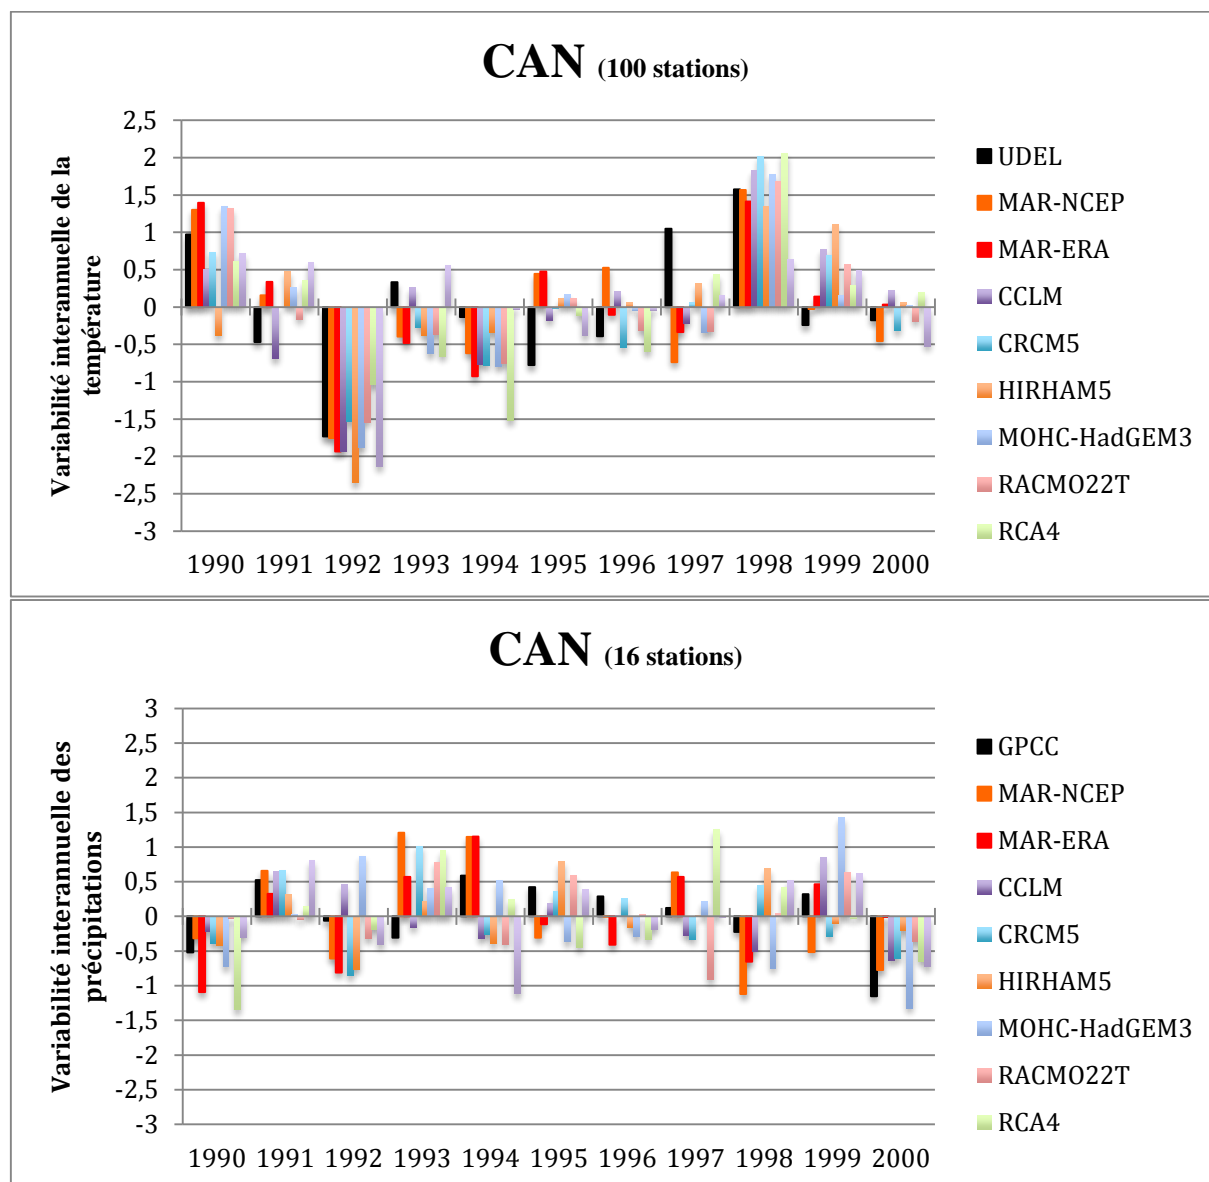 CAN (100 stations)
Variabilité interannuelle de la
température
2,5
2
1,5
1
0,5
0
-0,5
-1
-1,5
-2
-2,5
-3
1990 1991 1992 1993 1994 1995 1996 1997 1998 1999 2000
UDEL
MAR-NCEP
MAR-ERA
CCLM
CRCM5
HIRHAM5
MOHC-HadGEM3
RACMO22T
RCA4
CAN (16 stations)
Variabilité interannuelle des
précipitations
3
2,5
2
1,5
1
0,5
0
-0,5
-1
-1,5
-2
-2,5
-3
1990 1991 1992 1993 1994 1995 1996 1997 1998 1999 2000
GPCC
MAR-NCEP
MAR-ERA
CCLM
CRCM5
HIRHAM5
MOHC-HadGEM3
RACMO22T
RCA4